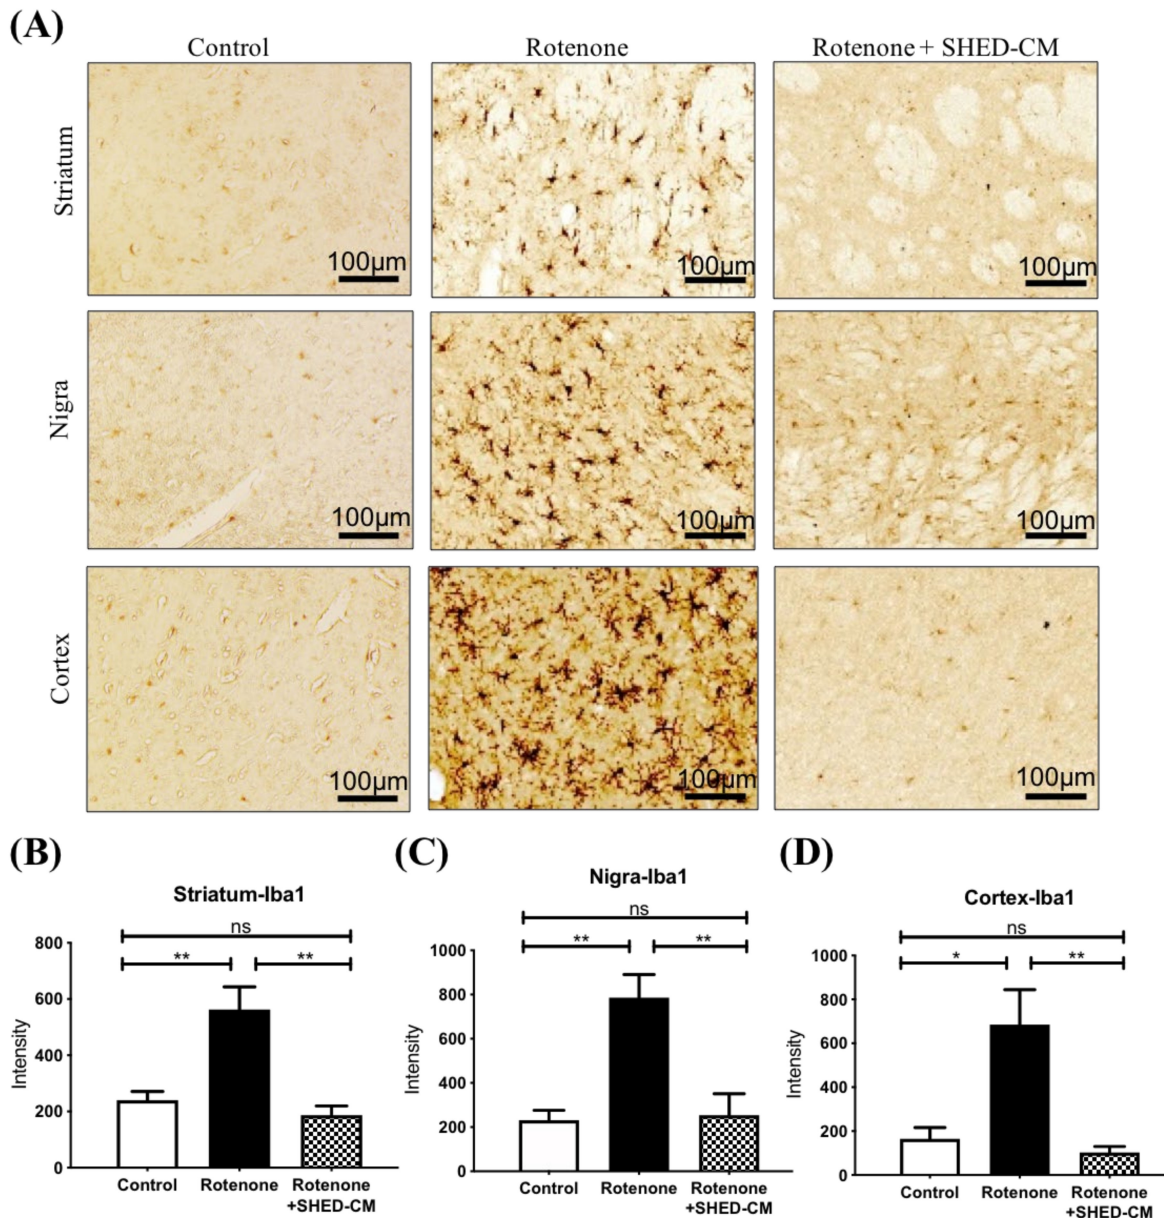 (A)
Control
Rotenone
Rotenone + SHED-CM
Striatum
100µm
100µm
100µm
Nigra
100µm
100µm
100µm
Cortex
100µm
100µm
100µm
(B)
Striatum-Iba1
ns
** **
Intensity
800
600
400
200
0
Control
Rotenone
Rotenone
+SHED-CM
(C)
Nigra-Iba1
ns
** **
Intensity
1000
800
600
400
200
0
Control
Rotenone
Rotenone
+SHED-CM
(D)
Cortex-Iba1
ns
* **
Intensity
1000
800
600
400
200
0
Control
Rotenone
Rotenone
+SHED-CM